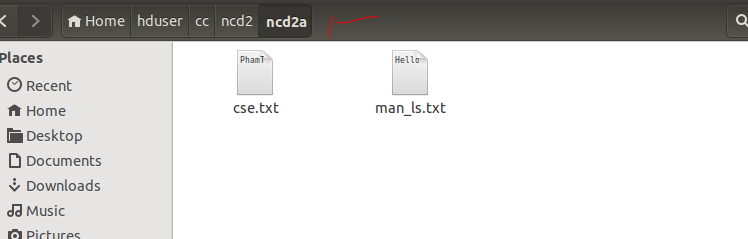 Home hduser cc ncd2 ncd2a
Places
Recent
Home
Desktop
Documents
Downloads
Music
Pictures
PhamT
cse.txt
Hello
man_ls.txt